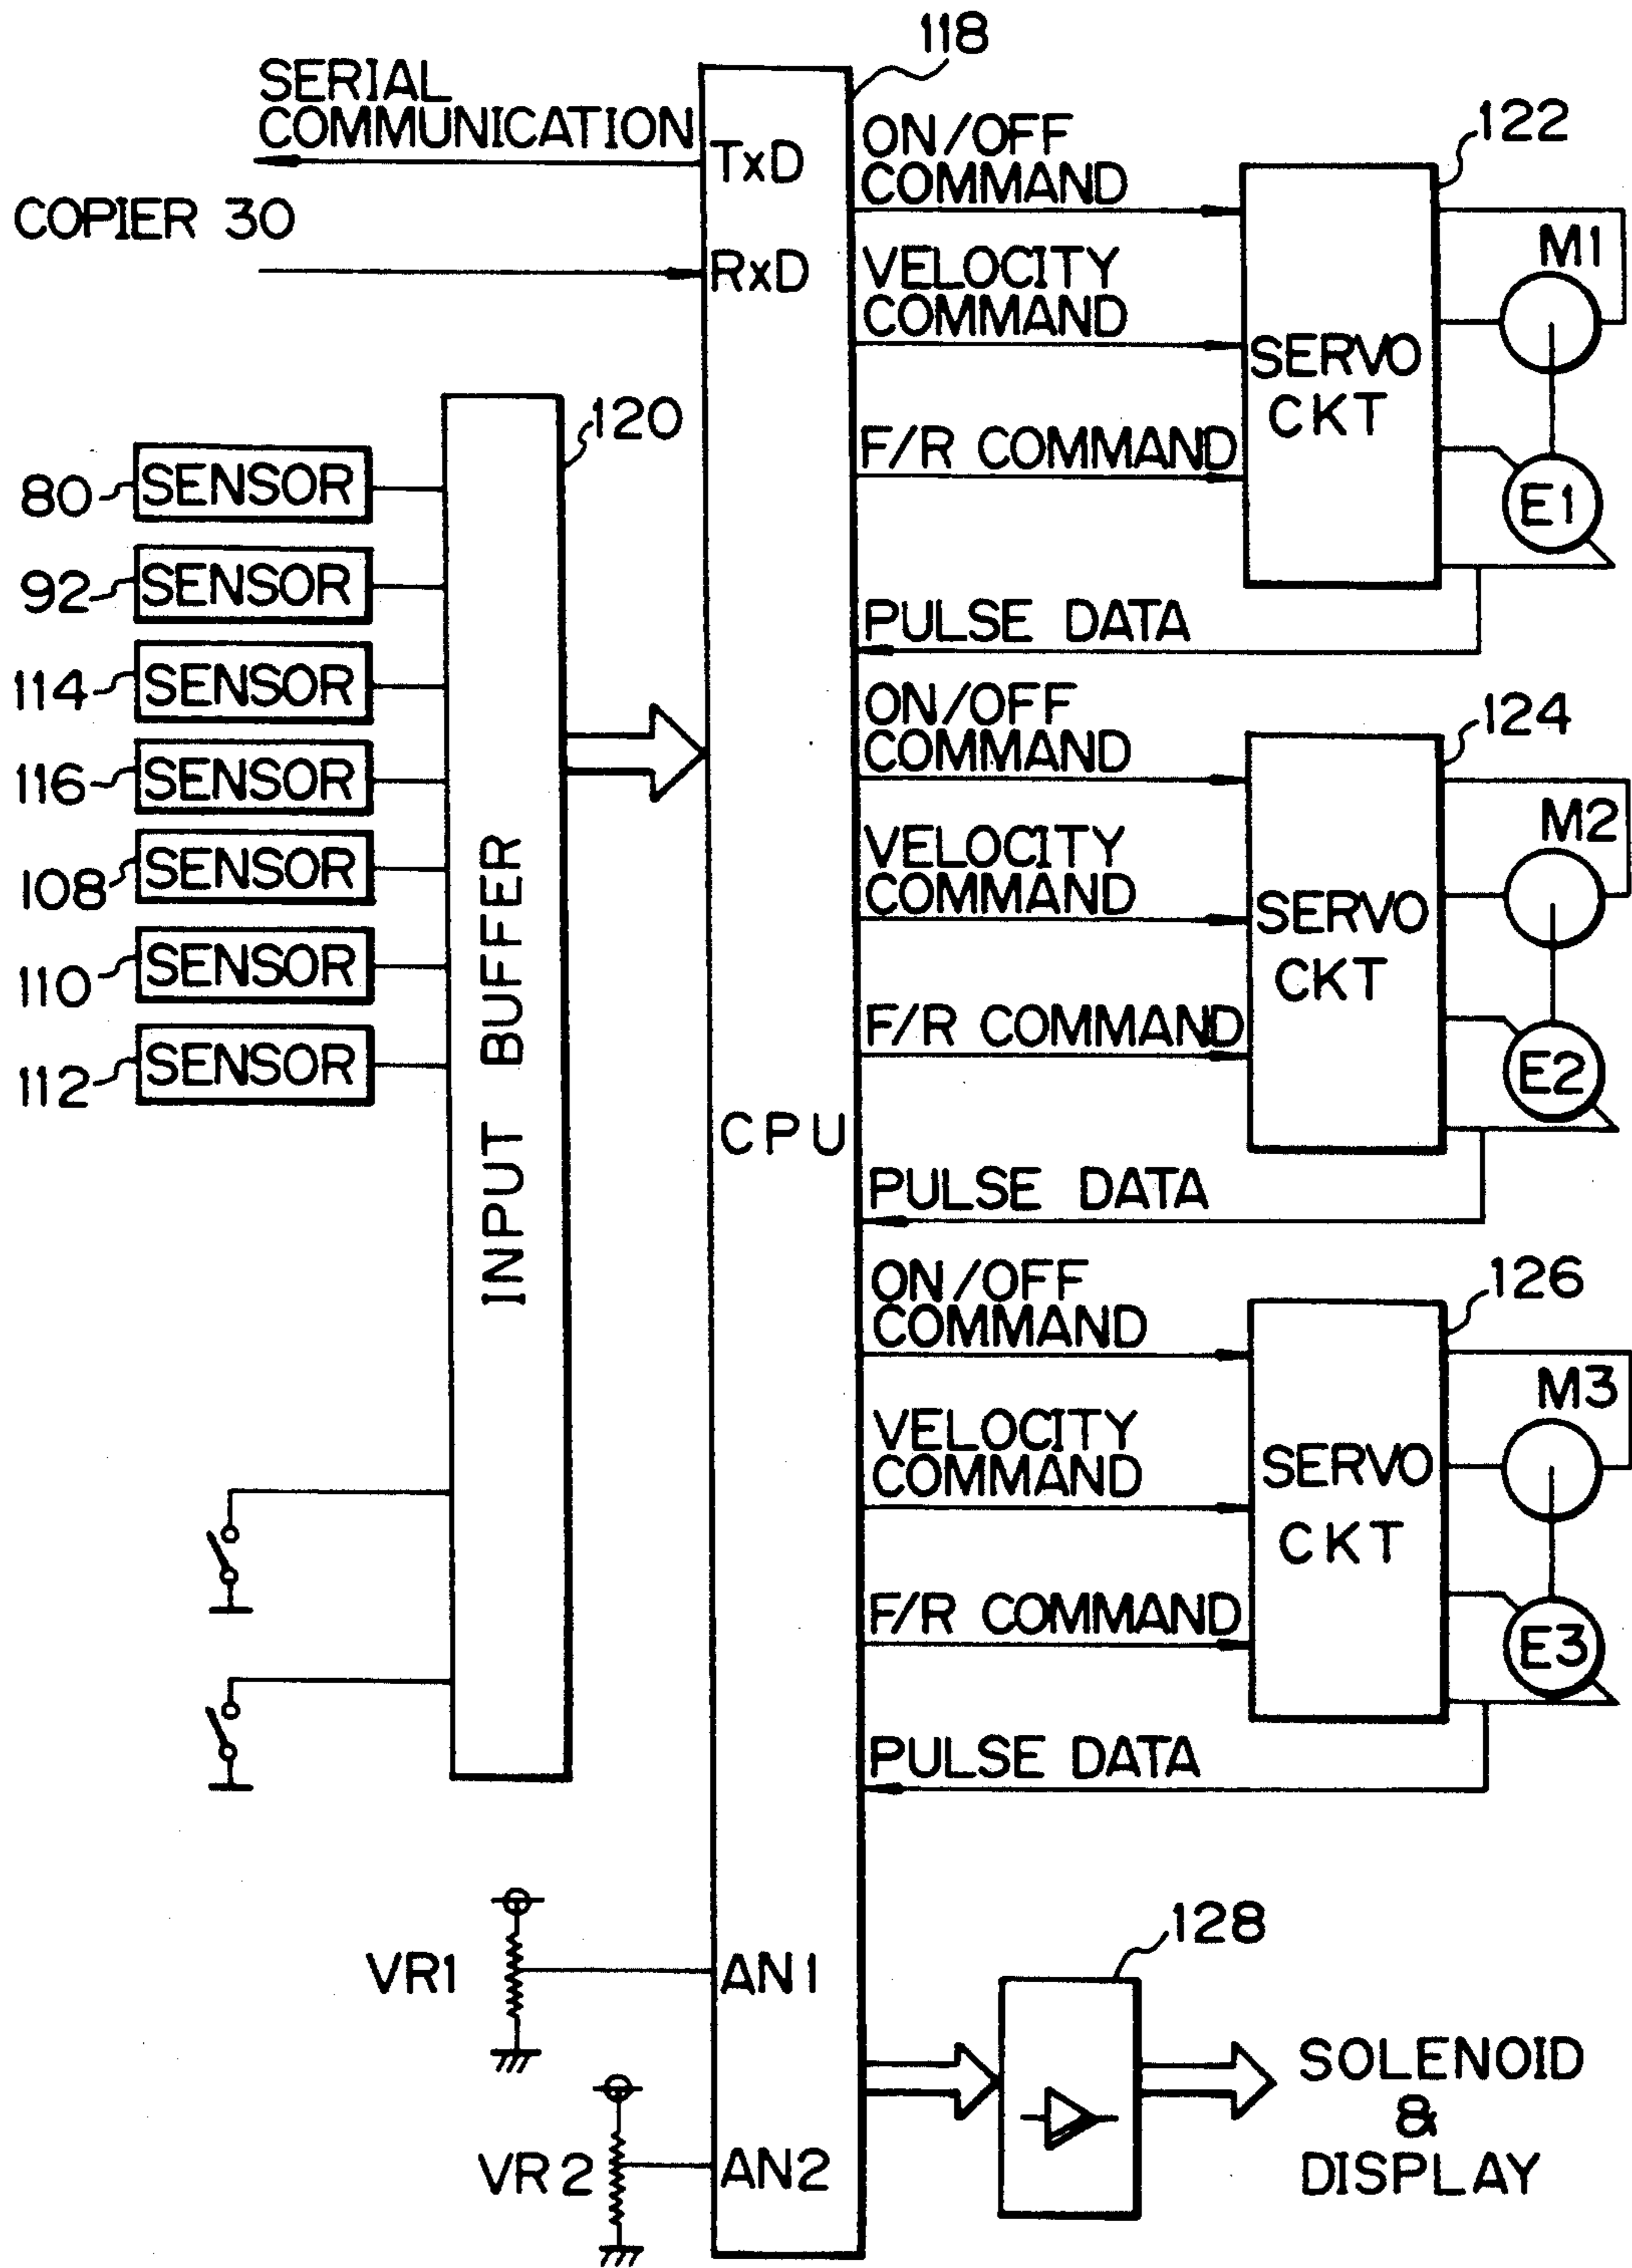 118
SERIAL
COMMUNICATION
TxD
COPIER 30
RxD
ON/OFF
COMMAND
122
VELOCITY
COMMAND
M1
SERVO
CKT
F/R COMMAND
E1
PULSE DATA
120
80 SENSOR
92 SENSOR
114 SENSOR
116 SENSOR
108 SENSOR
110 SENSOR
112 SENSOR
INPUT BUFFER
CPU
ON/OFF
COMMAND
124
VELOCITY
COMMAND
M2
SERVO
CKT
F/R COMMAND
E2
PULSE DATA
ON/OFF
COMMAND
126
VELOCITY
COMMAND
M3
SERVO
CKT
F/R COMMAND
E3
PULSE DATA
VR1
AN1
128
VR2
AN2
SOLENOID
&
DISPLAY